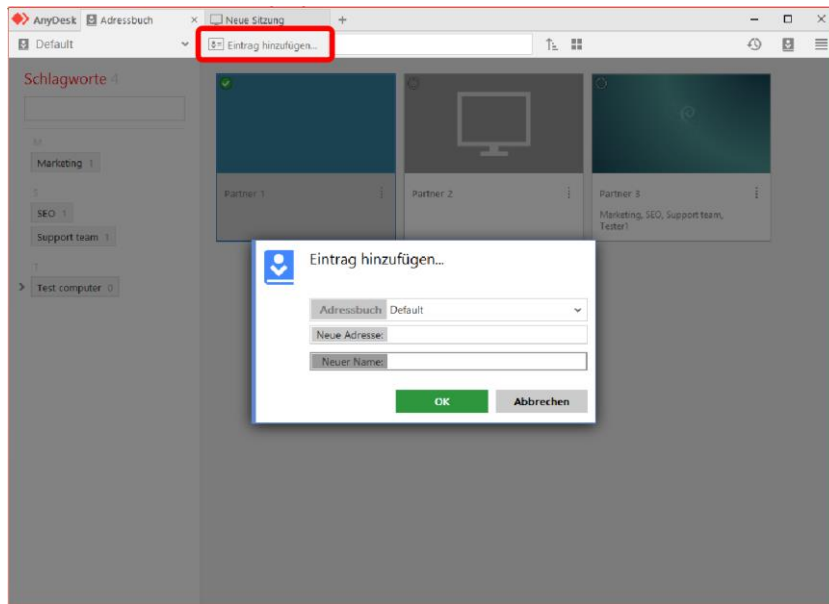 AnyDesk Adressbuch Neue Sitzung
Default Eintrag hinzufügen...
Schlagworte 4
M
Marketing 1
S
SEO 1
Support team 1
T
Test computer 0
Partner 1
Partner 2
Partner 3
Marketing, SEO, Support team,
Tester1
Eintrag hinzufügen...
Adressbuch Default
Neue Adresse:
Neuer Name:
OK Abbrechen